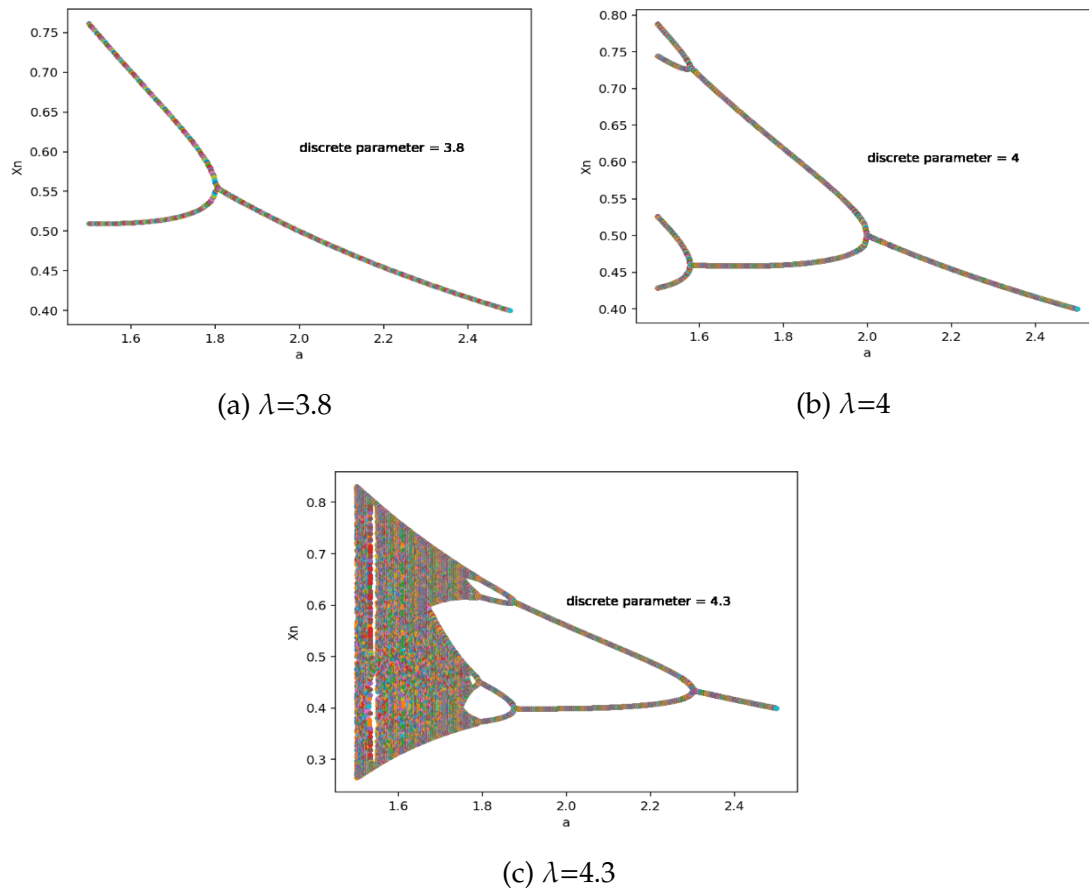 0.75
0.70
0.65
0.60
0.55
0.50
0.45
0.40
Xn
discrete parameter = 3.8
1.6 1.8 2.0 2.2 2.4
a
(a) λ=3.8
0.80
0.75
0.70
0.65
0.60
0.55
0.50
0.45
0.40
Xn
discrete parameter = 4
1.6 1.8 2.0 2.2 2.4
a
(b) λ=4
0.8
0.7
0.6
0.5
0.4
0.3
Xn
discrete parameter = 4.3
1.6 1.8 2.0 2.2 2.4
a
(c) λ=4.3